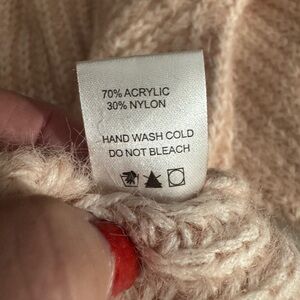 70% ACRYLIC
30% NYLON
HAND WASH COLD
DO NOT BLEACH